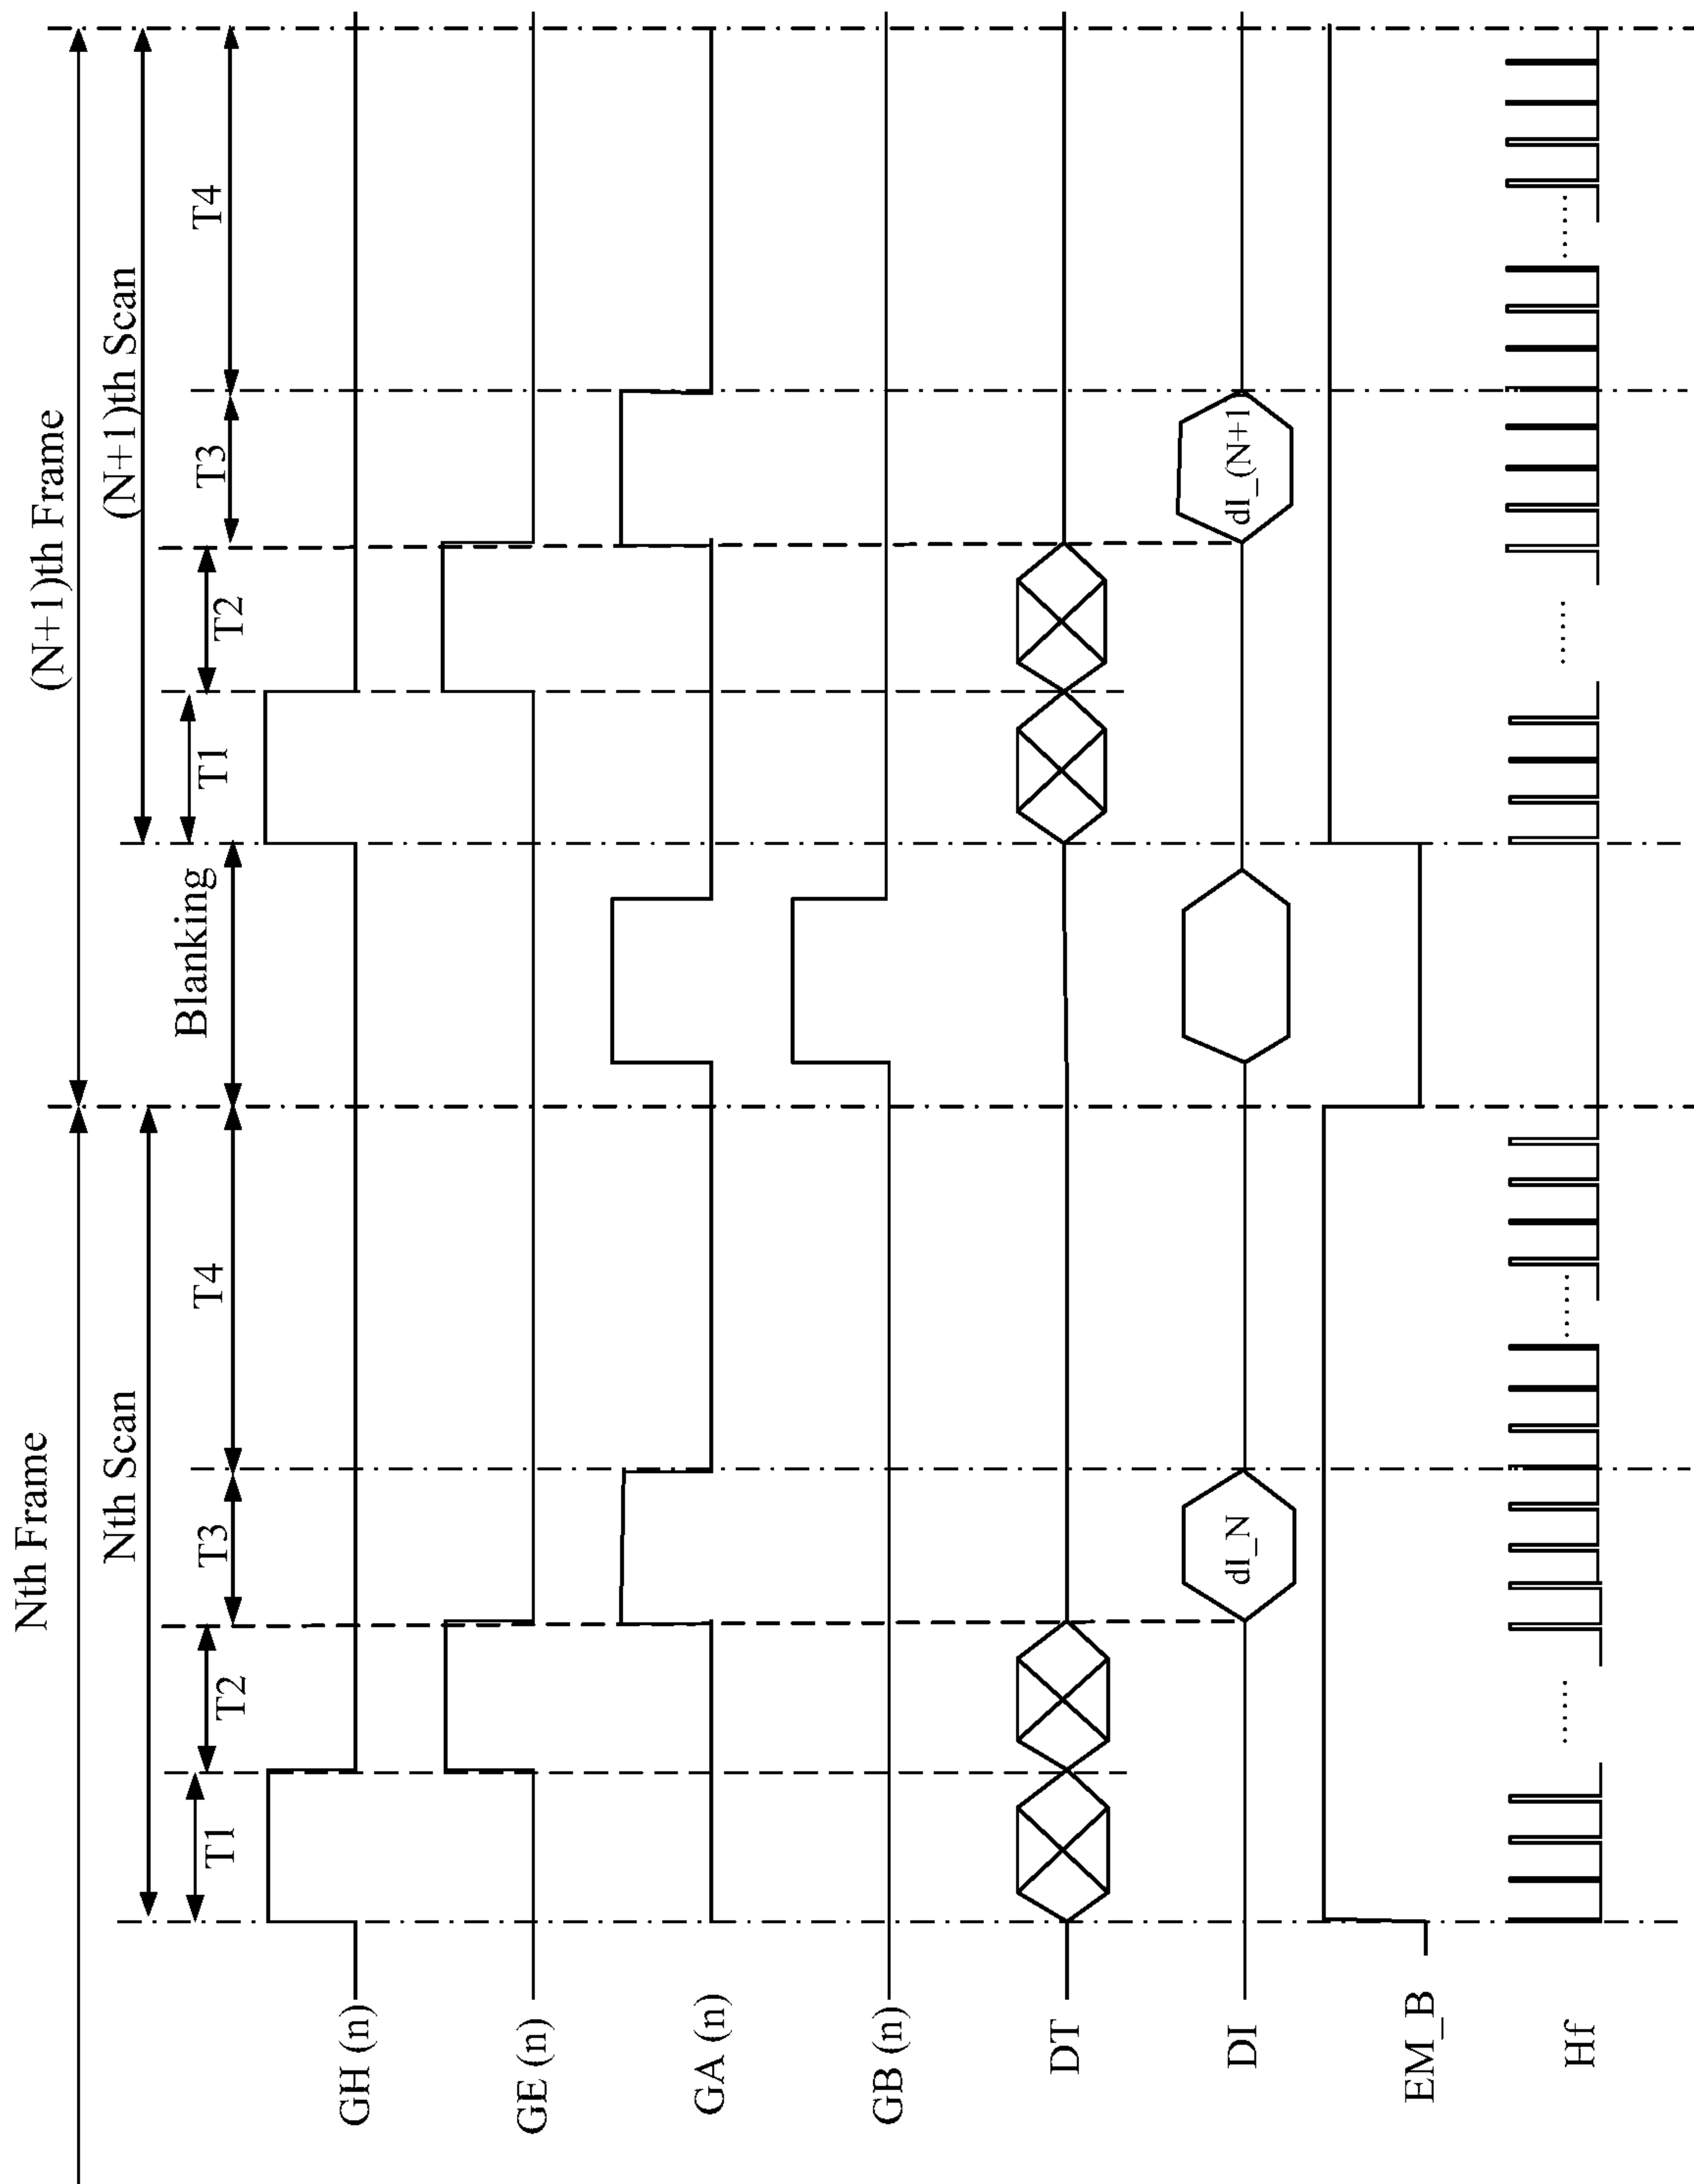 Nth Frame
(N+1)th Frame
Nth Scan
(N+1)th Scan
T1
T2
T3
T4
Blanking
T1
T2
T3
T4
GH (n)
GE (n)
GA (n)
GB (n)
DT
DI
dI_N
dI_(N+1
EM_B
Hf